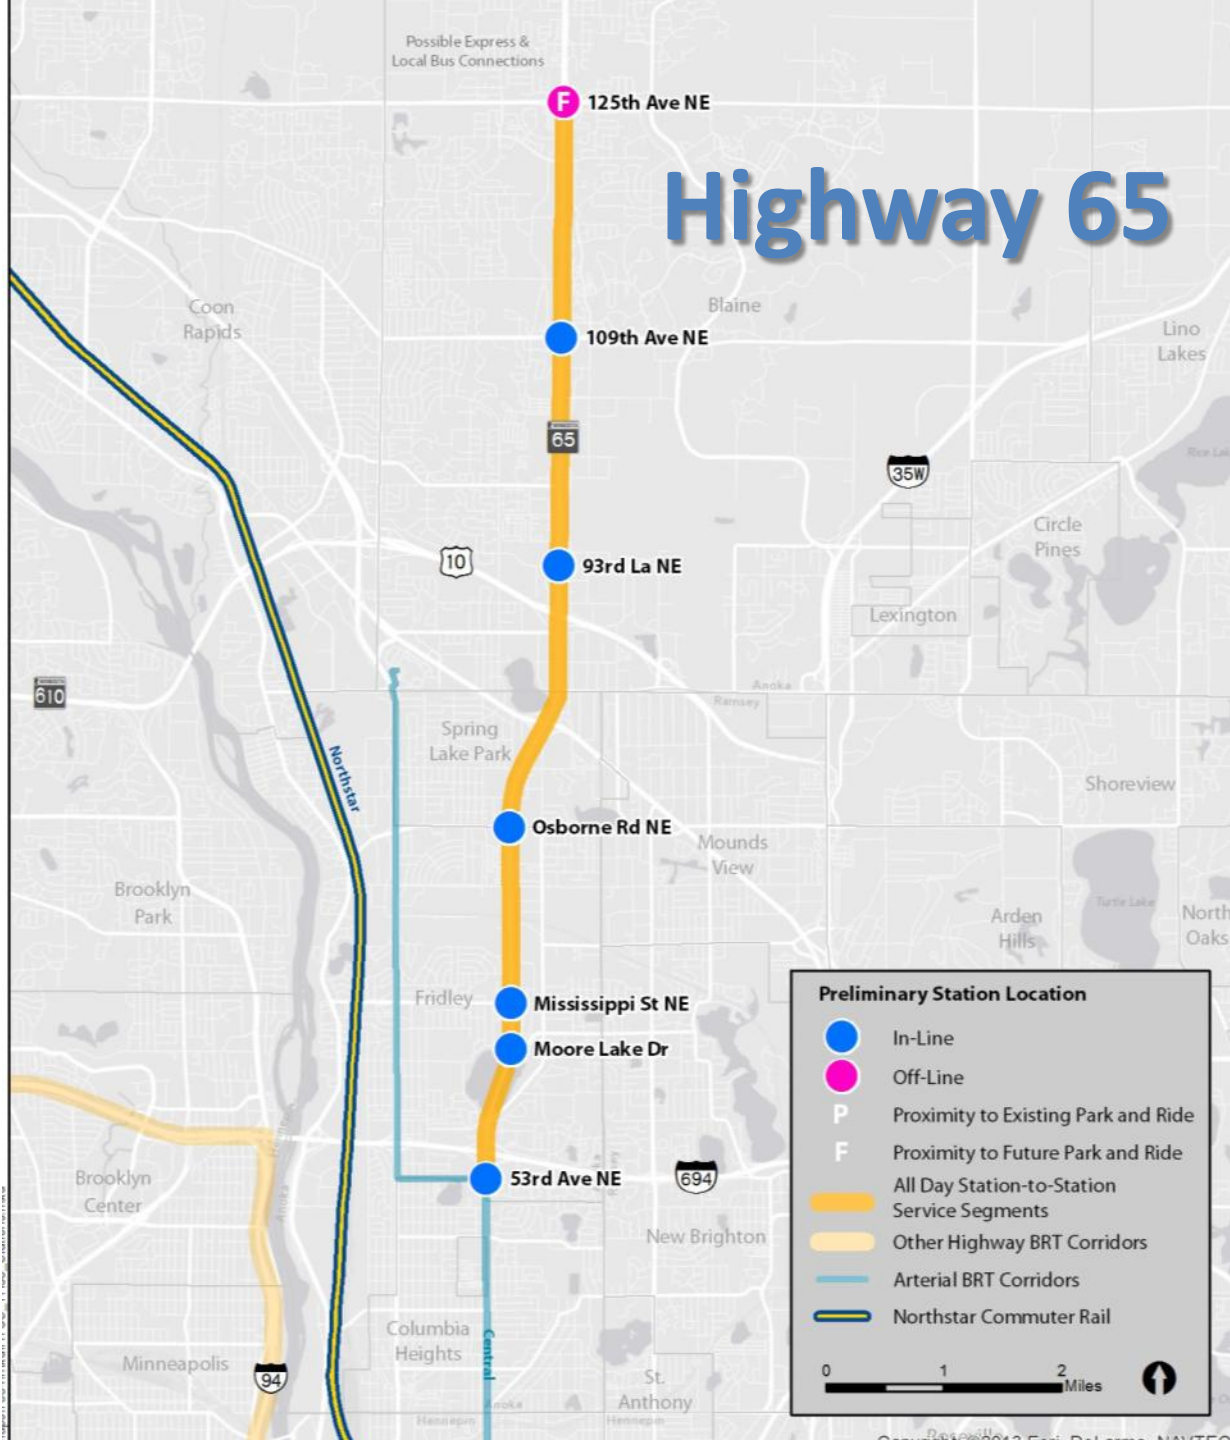 Possible Express &
Local Bus Connections
F
125th Ave NE
Highway 65
Coon
Rapids
Blaine
109th Ave NE
Lino
Lakes
65
35W
Circle
Pines
10
93rd La NE
Lexington
610
Anoka
Ramsey
Spring
Lake Park
Northstar
Shoreview
Osborne Rd NE
Mounds
View
Brooklyn
Park
Turtle Lake
Arden
Hills
North
Oaks
Fridley
Mississippi St NE
Moore Lake Dr
Brooklyn
Center
53rd Ave NE
694
New Brighton
Columbia
Heights
Central
Minneapolis
94
St.
Anthony
Anoka
Hennepin
Hennepin
Preliminary Station Location
In-Line
Off-Line
P Proximity to Existing Park and Ride
F Proximity to Future Park and Ride
All Day Station-to-Station
Service Segments
Other Highway BRT Corridors
Arterial BRT Corridors
Northstar Commuter Rail
0 1 2
Miles